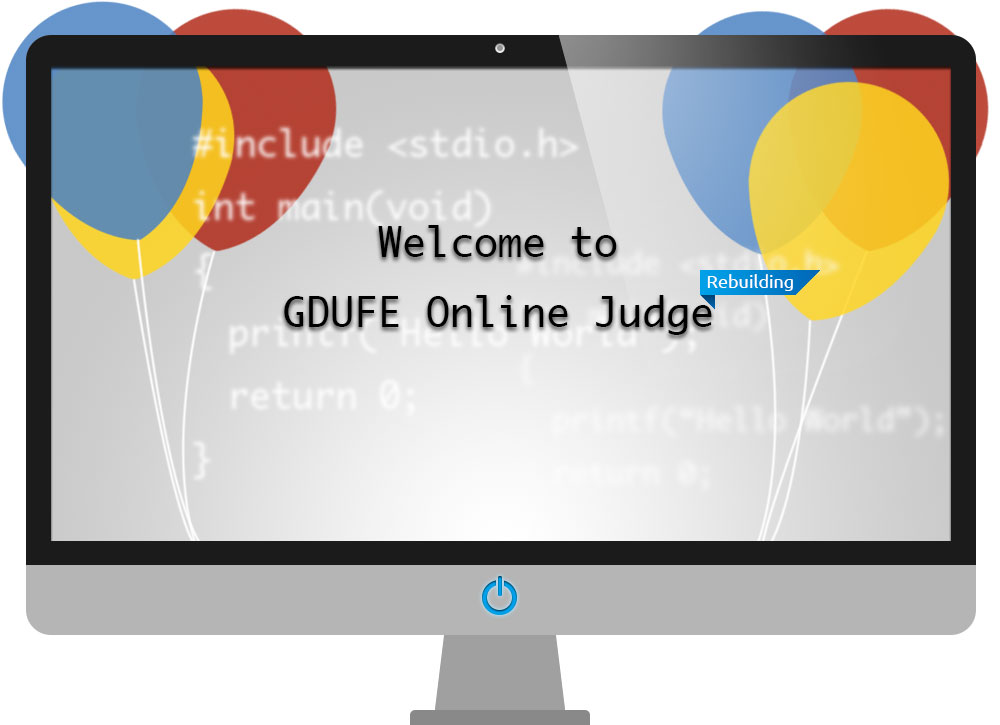 #include <stdio.h>
int main(void)
{
printf("Hello World");
return 0;
}
Welcome to
GDUFE Online Judge
Rebuilding
#include <stdio.h>
{
printf("Hello World");
return 0;